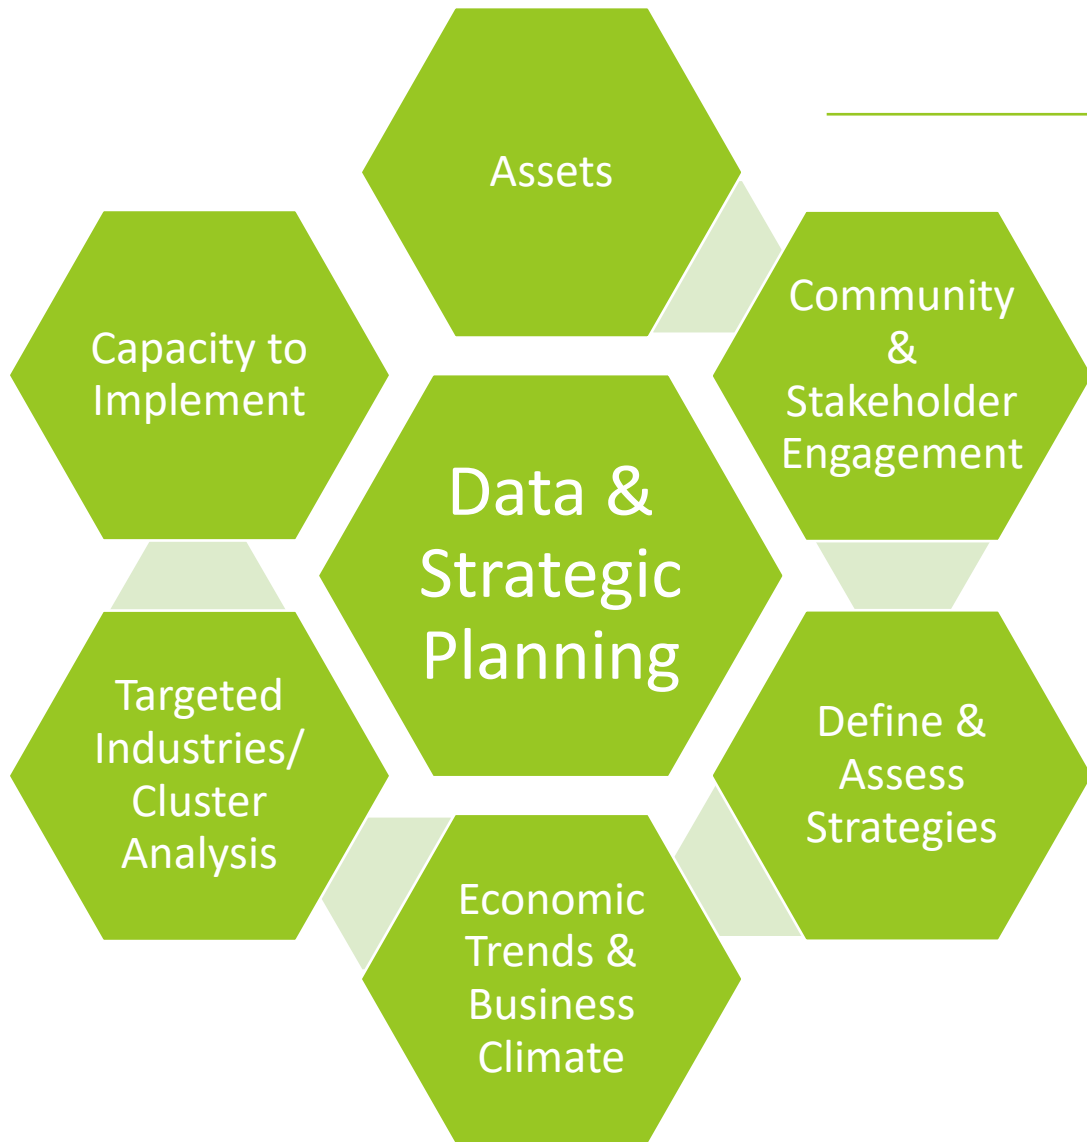 Assets
Community
&
Stakeholder
Engagement
Capacity to
Implement
Data &
Strategic
Planning
Targeted
Industries/
Cluster
Analysis
Define &
Assess
Strategies
Economic
Trends &
Business
Climate